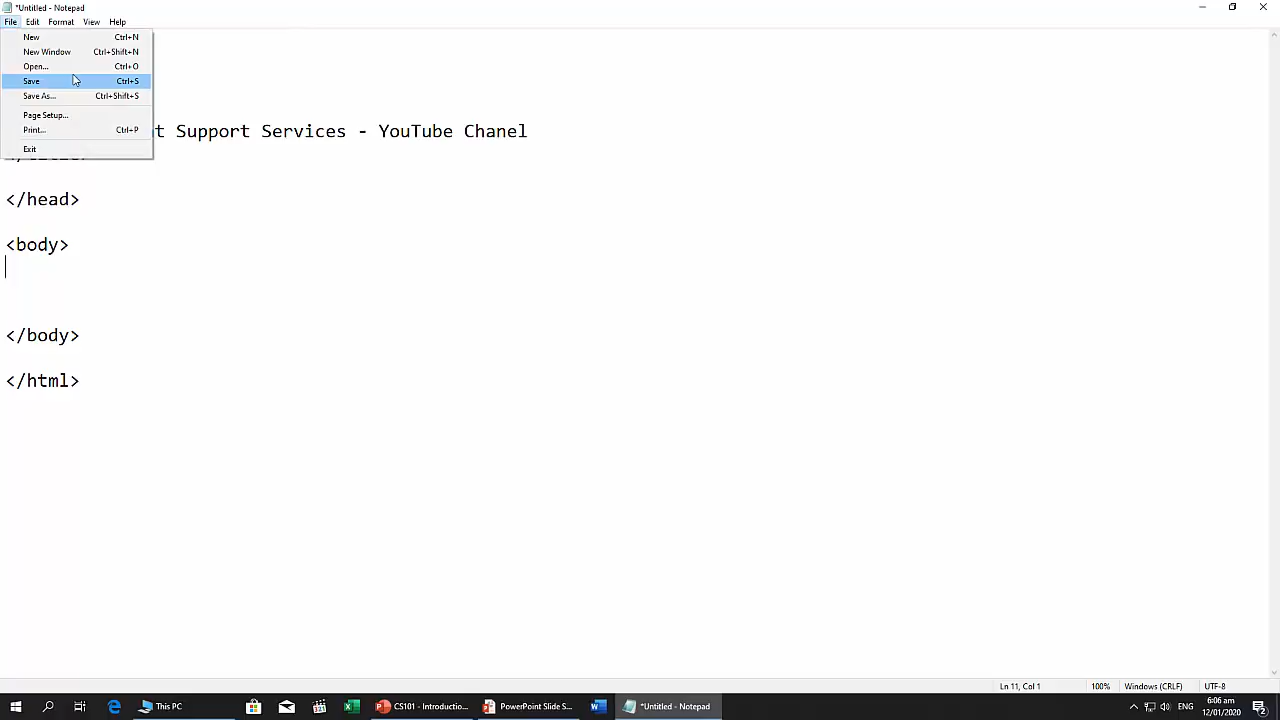 *Untitled - Notepad
File Edit Format View Help
New Ctrl+N
New Window Ctrl+Shift+N
Open... Ctrl+O
Save Ctrl+S
Save As... Ctrl+Shift+S
Page Setup...
Print... Ctrl+P
Exit
t Support Services - YouTube Chanel
</head>
<body>
</body>
</html>
Ln 11, Col 1 100% Windows (CRLF) UTF-8
This PC CS101 - Introductio... PowerPoint Slide S... *Untitled - Notepad ENG 6:06 am
12/01/2020 2